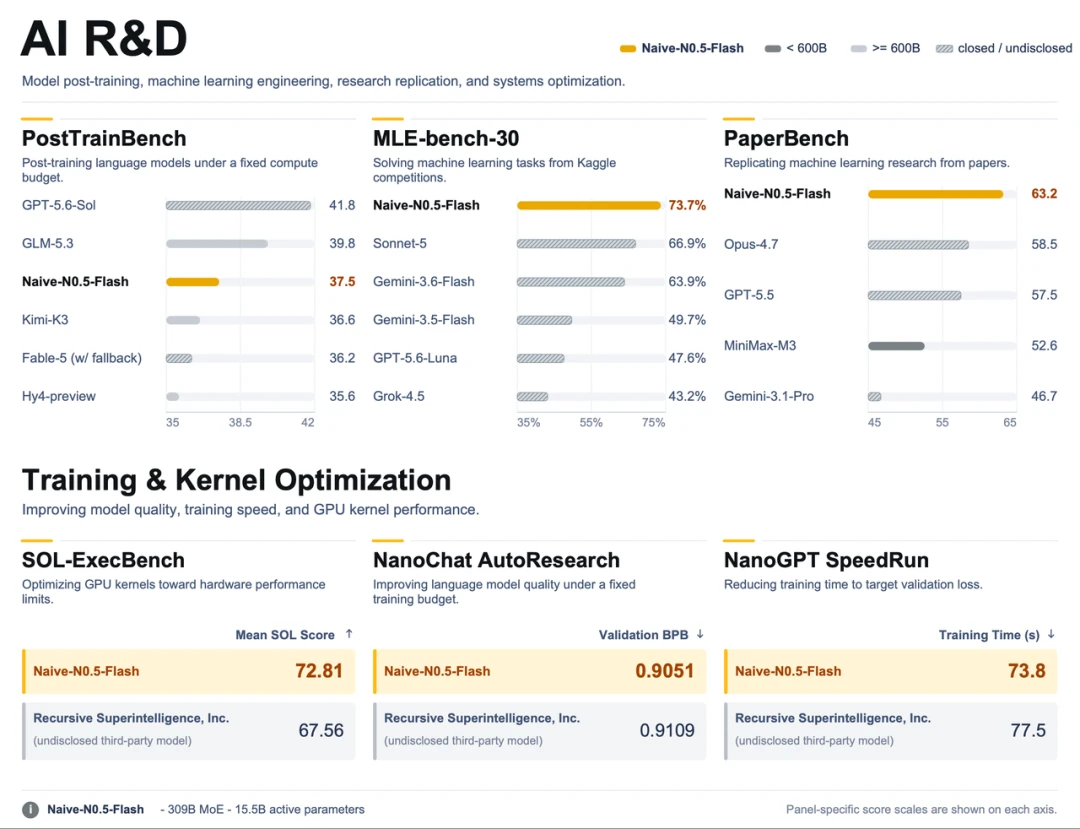 AI R&D
Naive-N0.5-Flash
< 600B
>= 600B
closed / undisclosed
Model post-training, machine learning engineering, research replication, and systems optimization.
PostTrainBench
Post-training language models under a fixed compute
budget.
GPT-5.6-Sol 41.8
GLM-5.3 39.8
Naive-N0.5-Flash 37.5
Kimi-K3 36.6
Fable-5 (w/ fallback) 36.2
Hy4-preview 35.6
35 38.5 42
MLE-bench-30
Solving machine learning tasks from Kaggle
competitions.
Naive-N0.5-Flash 73.7%
Sonnet-5 66.9%
Gemini-3.6-Flash 63.9%
Gemini-3.5-Flash 49.7%
GPT-5.6-Luna 47.6%
Grok-4.5 43.2%
35% 55% 75%
PaperBench
Replicating machine learning research from papers.
Naive-N0.5-Flash 63.2
Opus-4.7 58.5
GPT-5.5 57.5
MiniMax-M3 52.6
Gemini-3.1-Pro 46.7
45 55 65
Training & Kernel Optimization
Improving model quality, training speed, and GPU kernel performance.
SOL-ExecBench
Optimizing GPU kernels toward hardware performance
limits.
Mean SOL Score ↑
Naive-N0.5-Flash 72.81
Recursive Superintelligence, Inc.
(undisclosed third-party model)
67.56
NanoChat AutoResearch
Improving language model quality under a fixed
training budget.
Validation BPB ↓
Naive-N0.5-Flash 0.9051
Recursive Superintelligence, Inc.
(undisclosed third-party model)
0.9109
NanoGPT SpeedRun
Reducing training time to target validation loss.
Training Time (s) ↓
Naive-N0.5-Flash 73.8
Recursive Superintelligence, Inc.
(undisclosed third-party model)
77.5
i Naive-N0.5-Flash - 309B MoE - 15.5B active parameters
Panel-specific score scales are shown on each axis.